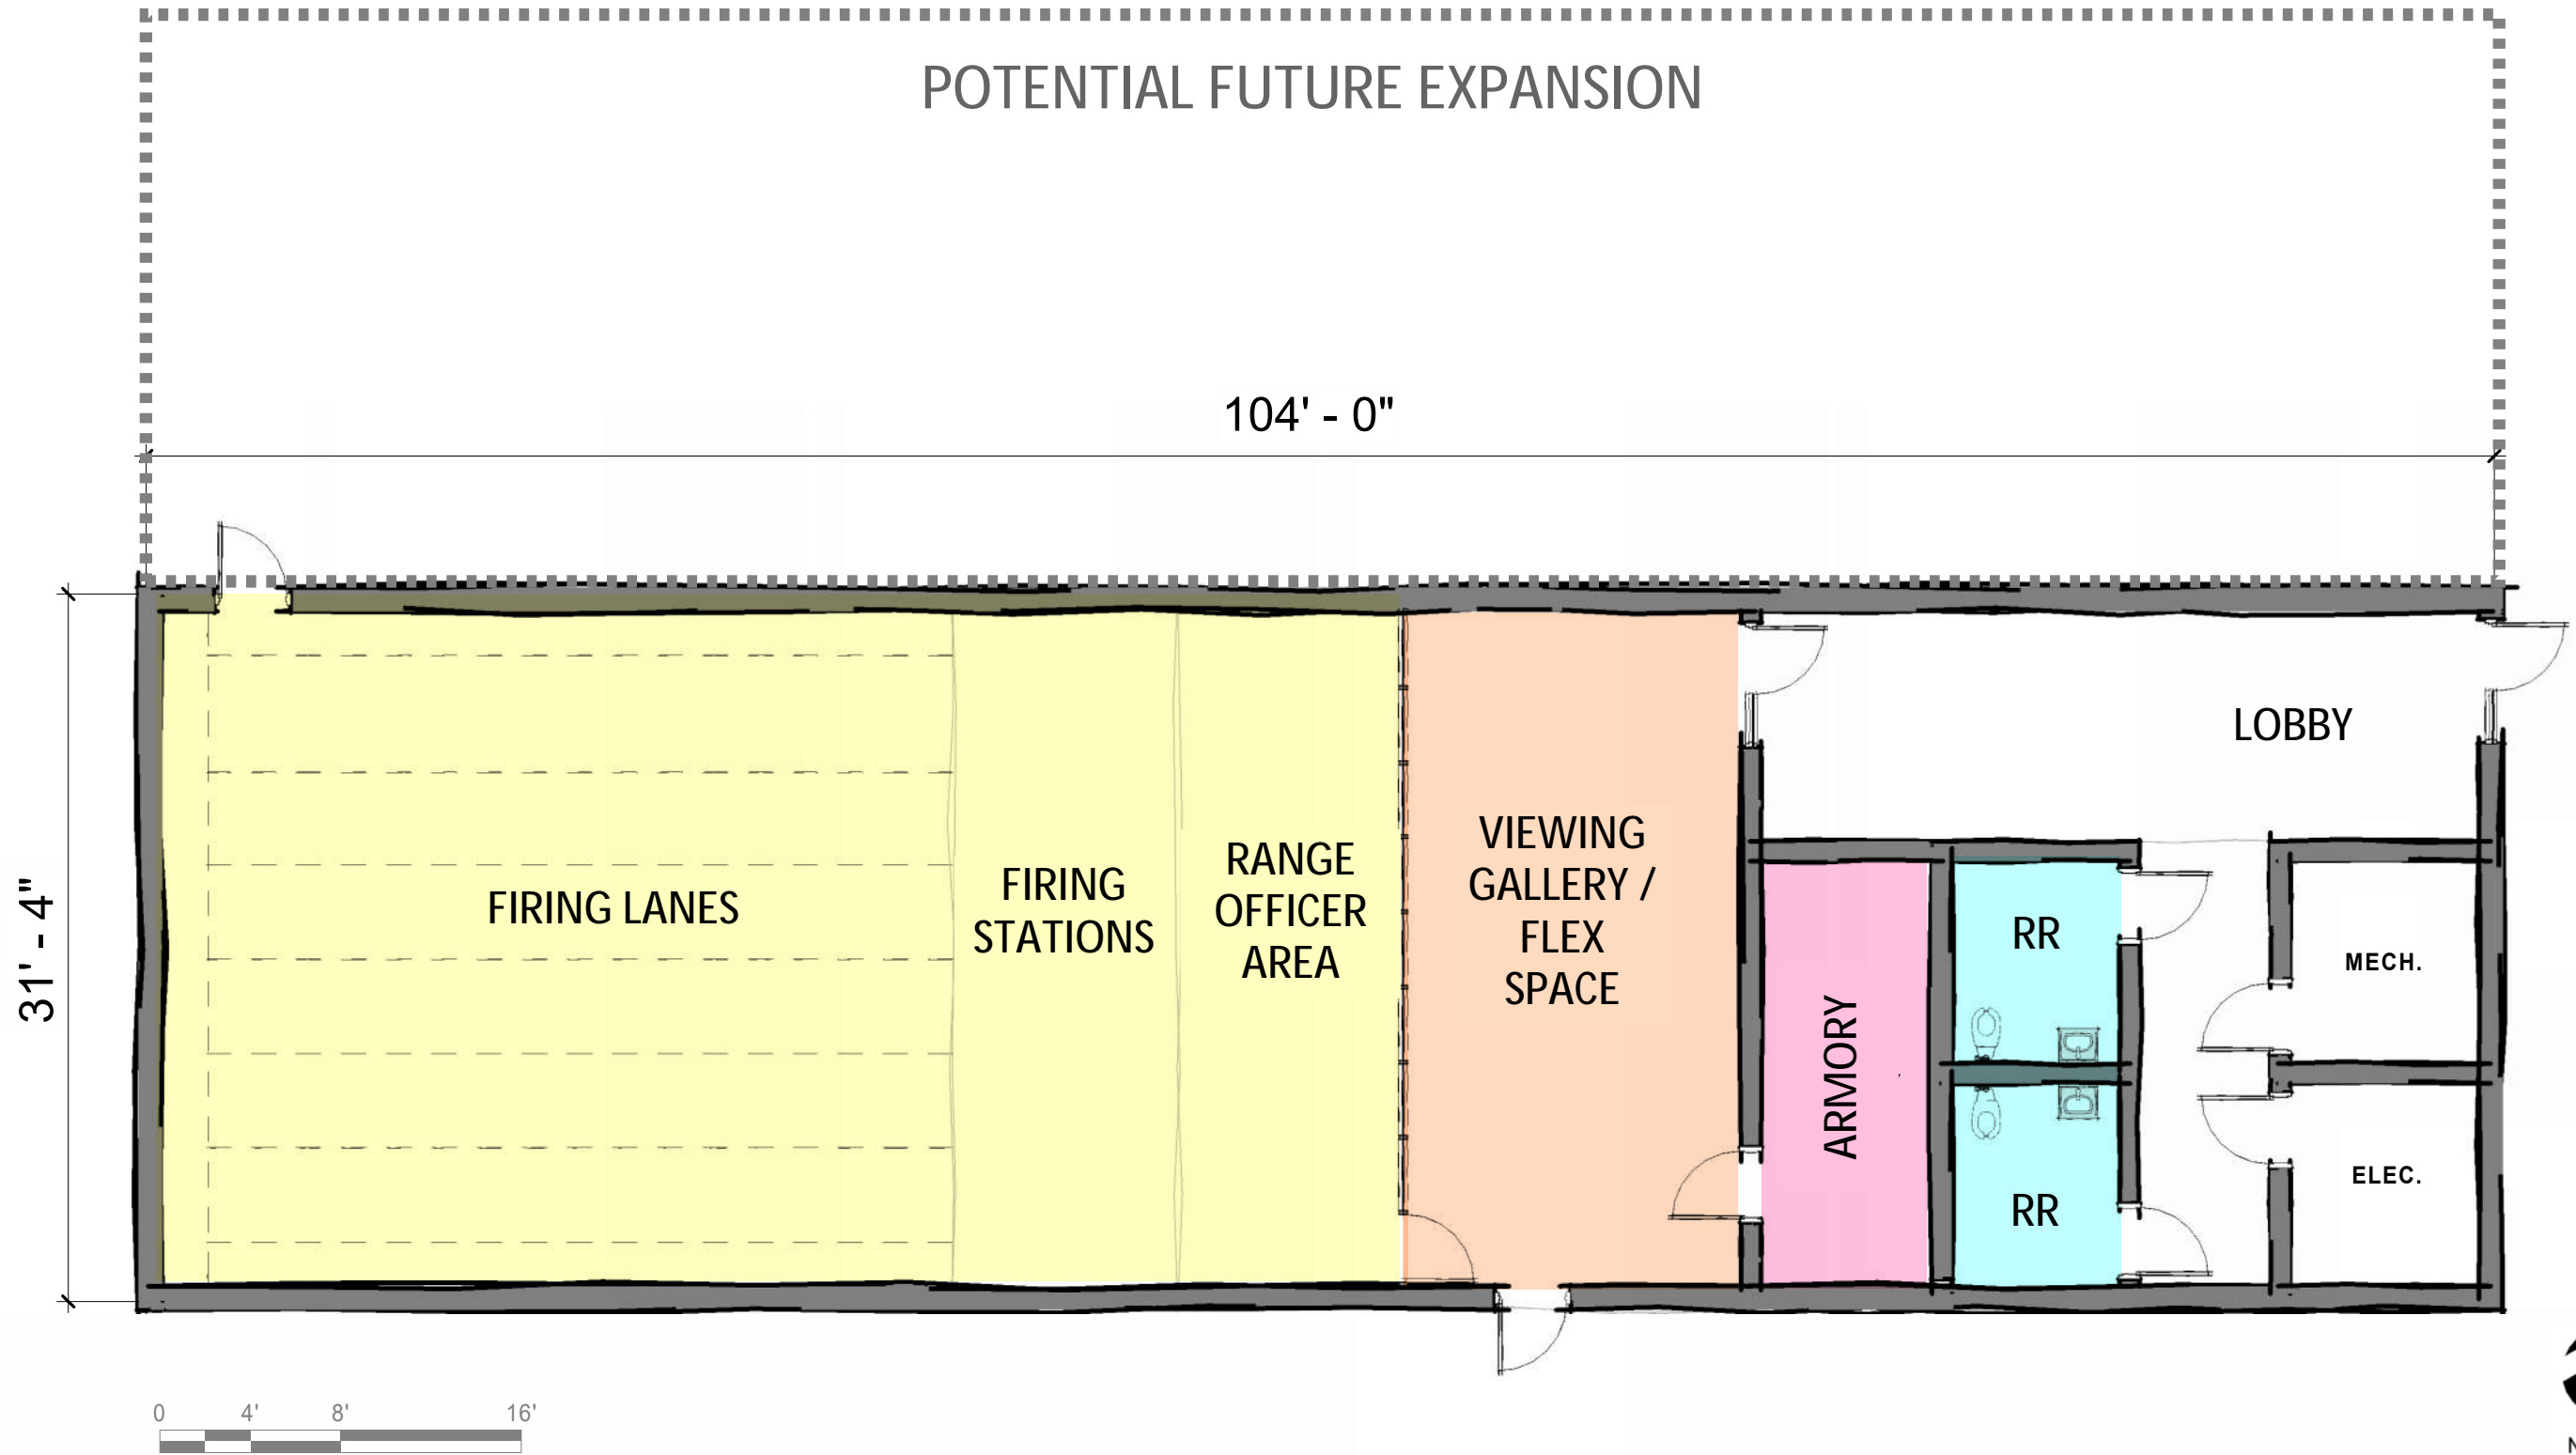 POTENTIAL FUTURE EXPANSION
104' - 0"
31' - 4"
FIRING LANES
FIRING
STATIONS
RANGE
OFFICER
AREA
VIEWING
GALLERY /
FLEX
SPACE
LOBBY
ARMORY
RR
RR
MECH.
ELEC.
0 4' 8' 16'
N